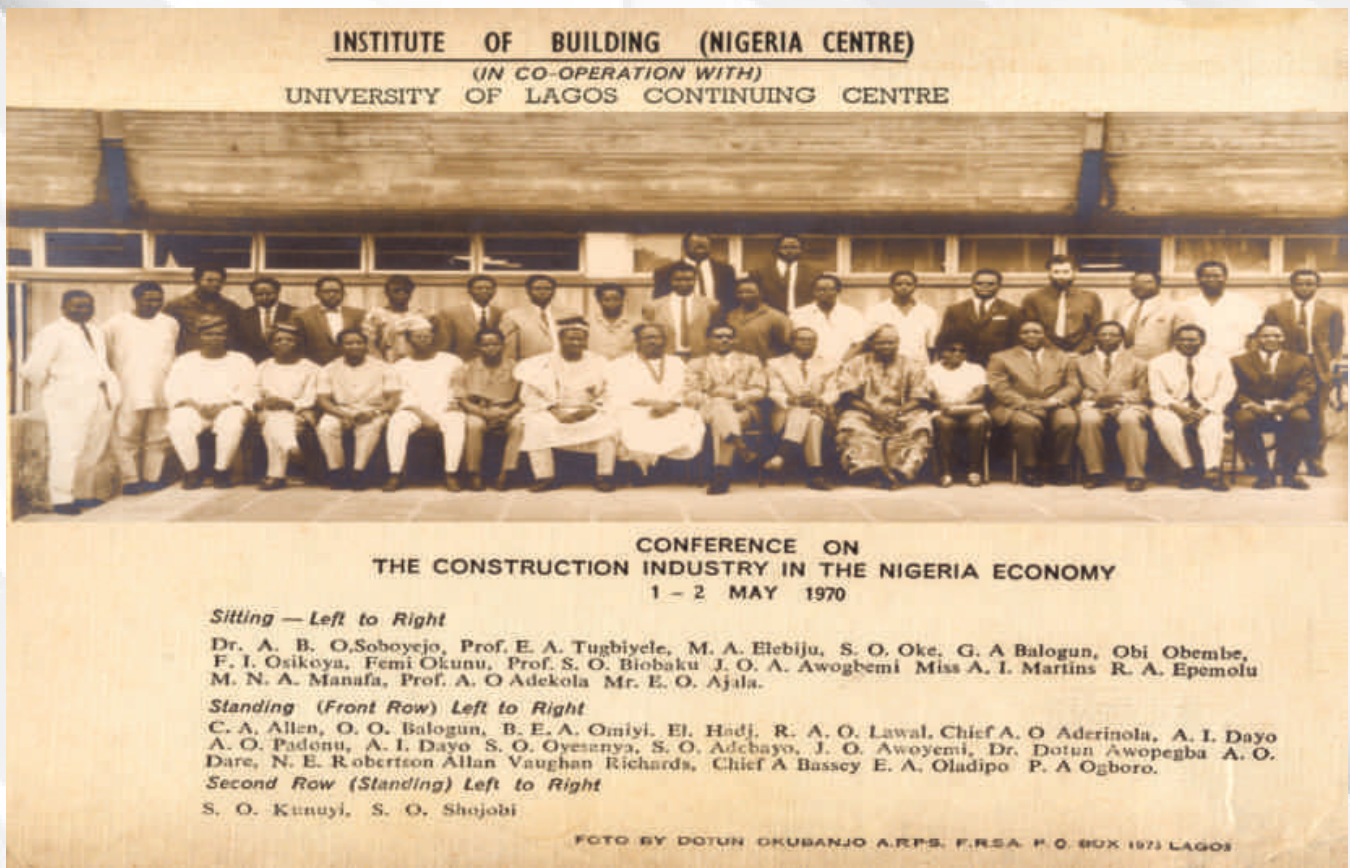 INSTITUTE OF BUILDING (NIGERIA CENTRE)
(IN CO-OPERATION WITH)
UNIVERSITY OF LAGOS CONTINUING CENTRE
CONFERENCE ON
THE CONSTRUCTION INDUSTRY IN THE NIGERIA ECONOMY
1 – 2 MAY 1970
Sitting — Left to Right
Dr. A. B. O.Soboyejo, Prof. E. A. Tugbiyele, M. A. Elebiju, S. O. Oke, G. A Balogun, Obi Obembe,
F. I. Osikoya, Femi Okunu, Prof. S. O. Biobaku J. O. A. Awogbemi Miss A. I. Martins R. A. Epemolu
M. N. A. Manafa, Prof. A. O Adekola Mr. E. O. Ajala.
Standing (Front Row) Left to Right
C. A. Allen, O. O. Balogun, B. E. A. Omiyi. El. Hadj. R. A. O. Lawal. Chief A. O Aderinola, A. I. Dayo
A. O. Padonu, A. I. Dayo S. O. Oyesanya, S. O. Adebayo, J. O. Awoyemi, Dr. Dotun Awopegba A. O.
Dare, N. E. Robertson Allan Vaughan Richards, Chief A Bassey E. A. Oladipo P. A Ogboro.
Second Row (Standing) Left to Right
S. O. Kunuyi, S. O. Shojobi
FOTO BY DOTUN OKUBANJO A.R.P.S. F.R.S.A. P. O. BOX 1973 LAGOS